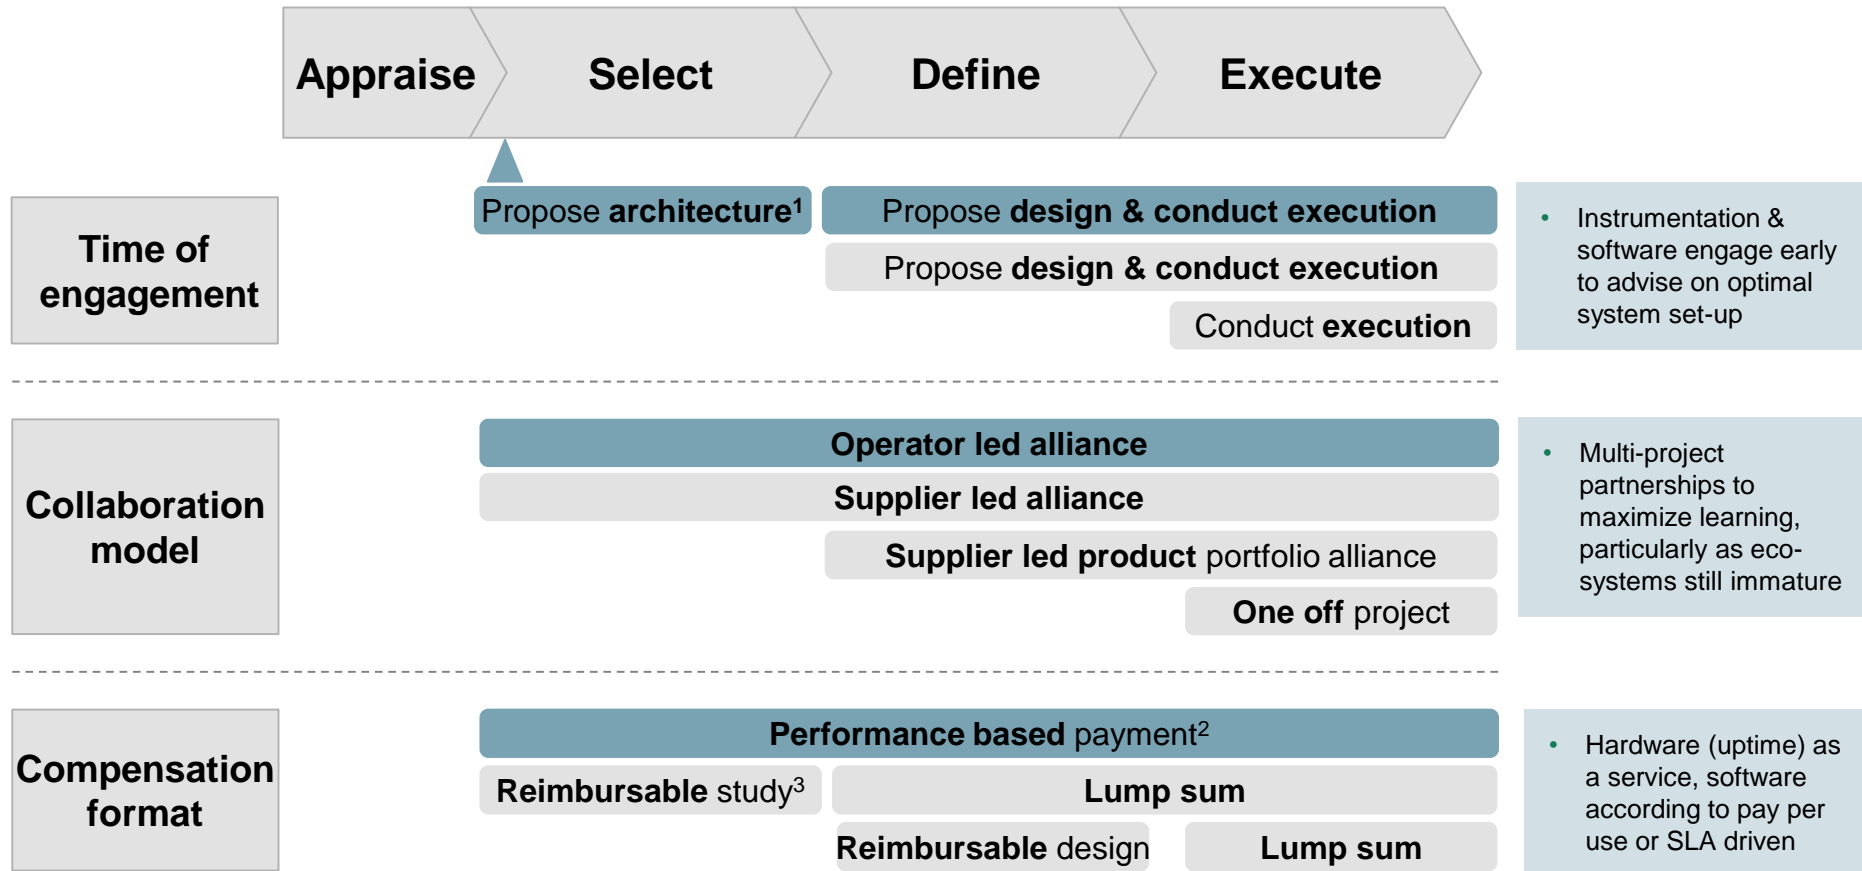 Appraise
Select
Define
Execute
Time of
engagement
Propose architecture¹
Propose design & conduct execution
Propose design & conduct execution
Conduct execution
• Instrumentation &
software engage early
to advise on optimal
system set-up
Collaboration
model
Operator led alliance
Supplier led alliance
Supplier led product portfolio alliance
One off project
• Multi-project
partnerships to
maximize learning,
particularly as eco-
systems still immature
Compensation
format
Performance based payment²
Reimbursable study³
Lump sum
Reimbursable design
Lump sum
• Hardware (uptime) as
a service, software
according to pay per
use or SLA driven